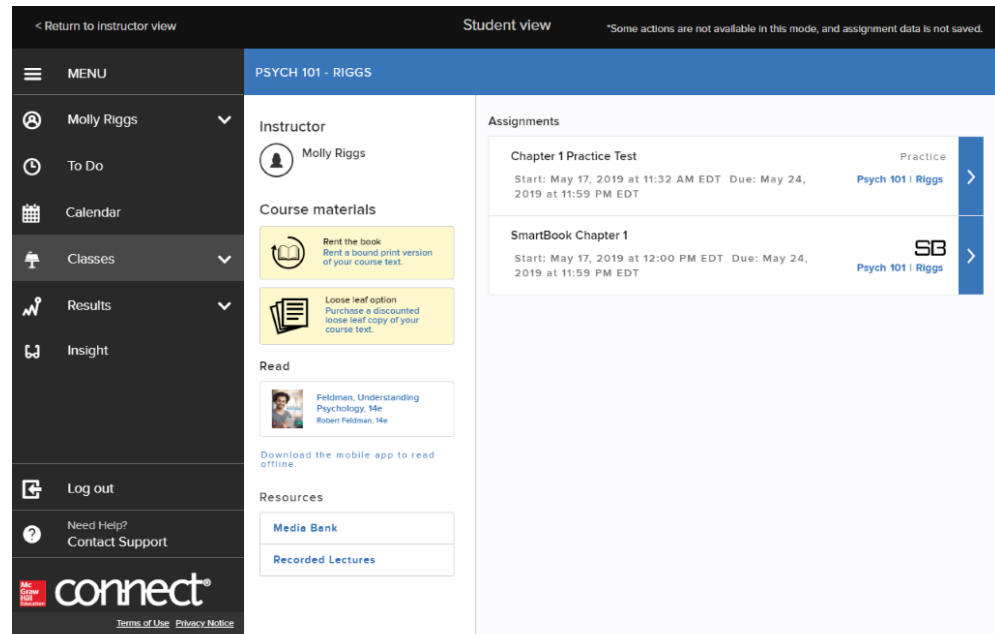 < Return to instructor view
Student view
*Some actions are not available in this mode, and assignment data is not saved.
MENU
Molly Riggs
To Do
Calendar
Classes
Results
Insight
Log out
Need Help?
Contact Support
Mc
Graw
Hill
Education
connect®
Terms of Use Privacy Notice
PSYCH 101 - RIGGS
Instructor
Molly Riggs
Course materials
Rent the book
Rent a bound print version
of your course text.
Loose leaf option
Purchase a discounted
loose leaf copy of your
course text.
Read
Feldman, Understanding
Psychology, 14e
Robert Feldman, 14e
Download the mobile app to read
offline.
Resources
Media Bank
Recorded Lectures
Assignments
Chapter 1 Practice Test
Practice
Start: May 17, 2019 at 11:32 AM EDT Due: May 24,
2019 at 11:59 PM EDT
Psych 101 | Riggs
SmartBook Chapter 1
SB
Start: May 17, 2019 at 12:00 PM EDT Due: May 24,
2019 at 11:59 PM EDT
Psych 101 | Riggs